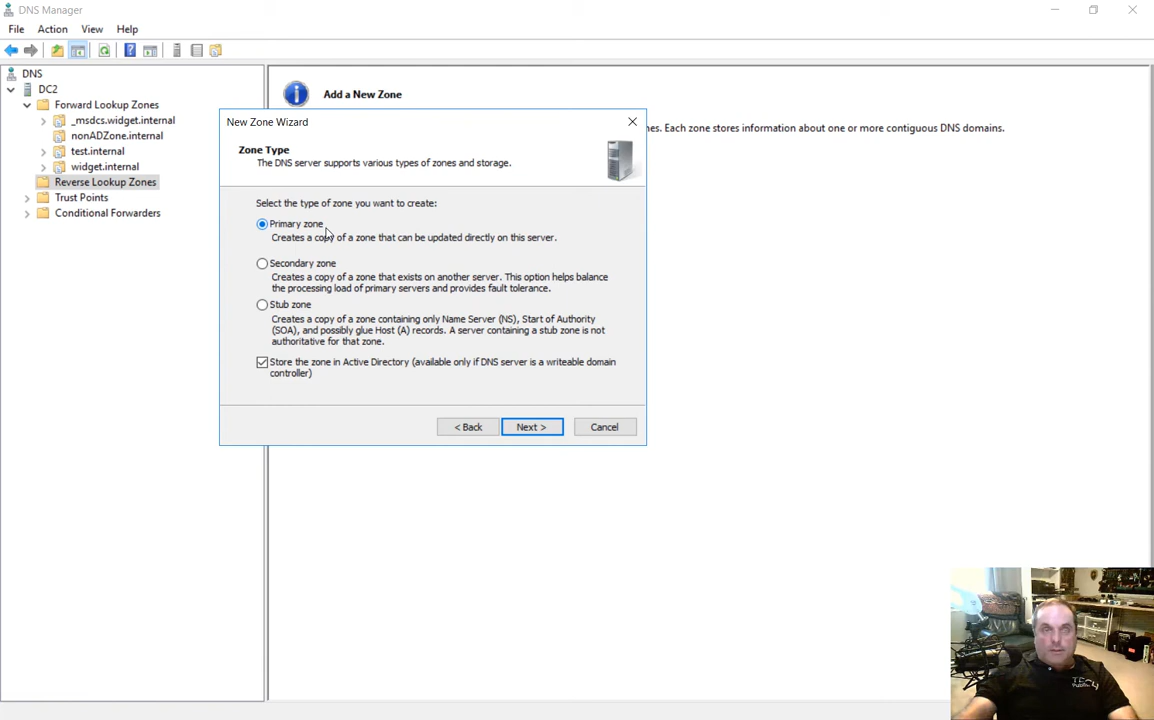 DNS Manager
File Action View Help
DNS
DC2
Forward Lookup Zones
_msdcs.widget.internal
nonADZone.internal
test.internal
widget.internal
Reverse Lookup Zones
Trust Points
Conditional Forwarders
Add a New Zone
nes. Each zone stores information about one or more contiguous DNS domains.
New Zone Wizard
Zone Type
The DNS server supports various types of zones and storage.
Select the type of zone you want to create:
Primary zone
Creates a copy of a zone that can be updated directly on this server.
Secondary zone
Creates a copy of a zone that exists on another server. This option helps balance
the processing load of primary servers and provides fault tolerance.
Stub zone
Creates a copy of a zone containing only Name Server (NS), Start of Authority
(SOA), and possibly glue Host (A) records. A server containing a stub zone is not
authoritative for that zone.
Store the zone in Active Directory (available only if DNS server is a writeable domain
controller)
< Back Next > Cancel